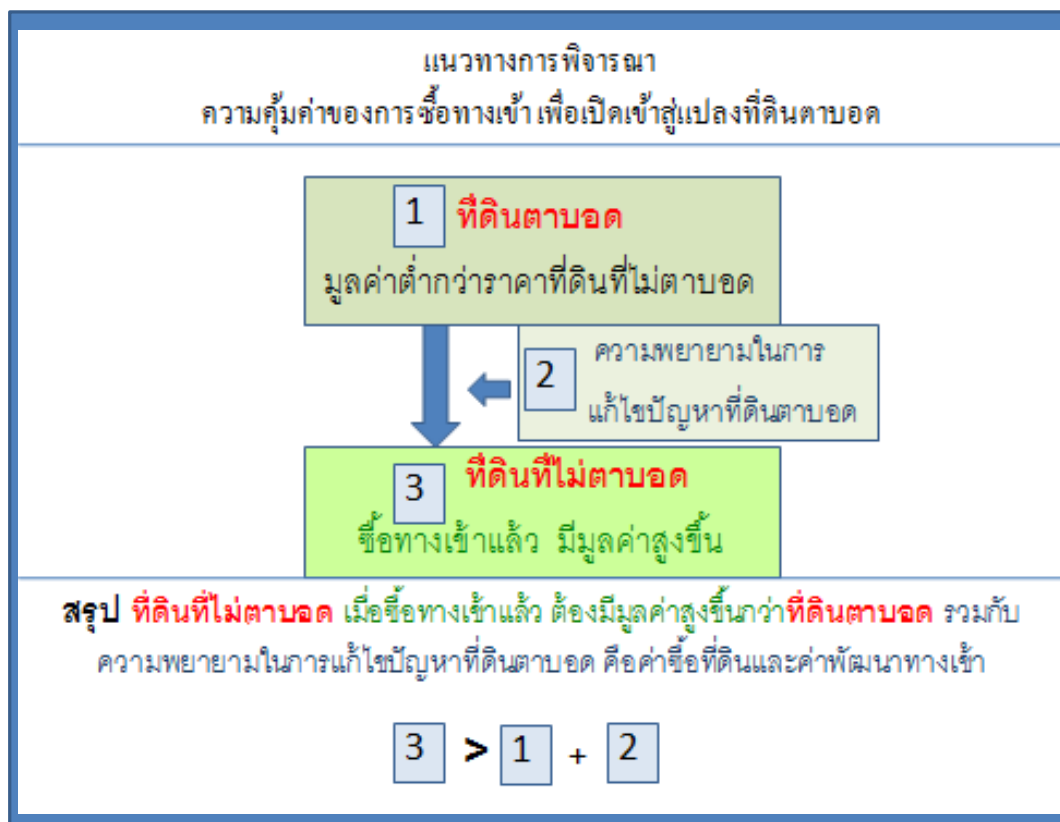 แนวทางการพิจารณา
ความคุ้มค่าของการซื้อทางเข้า เพื่อเปิดเข้าสู่แปลงที่ดินตาบอด
1 ที่ดินตาบอด
มูลค่าต่ำกว่าราคาที่ดินที่ไม่ตาบอด
2 ความพยายามในการ
แก้ไขปัญหาที่ดินตาบอด
3 ที่ดินที่ไม่ตาบอด
ซื้อทางเข้าแล้ว มีมูลค่าสูงขึ้น
สรุป ที่ดินที่ไม่ตาบอด เมื่อซื้อทางเข้าแล้ว ต้องมีมูลค่าสูงขึ้นกว่าที่ดินตาบอด รวมกับ
ความพยายามในการแก้ไขปัญหาที่ดินตาบอด คือค่าซื้อที่ดินและค่าพัฒนาทางเข้า
3 > 1 + 2